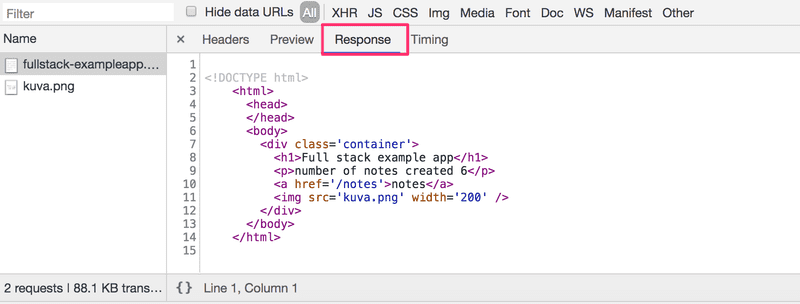 Filter Hide data URLs All XHR JS CSS Img Media Font Doc WS Manifest Other
Name × Headers Preview Response Timing
fullstack-exampleapp....
kuva.png
1
2 <!DOCTYPE html>
3 <html>
4 <head>
5 </head>
6 <body>
7 <div class='container'>
8 <h1>Full stack example app</h1>
9 <p>number of notes created 6</p>
10 <a href='/notes'>notes</a>
11 <img src='kuva.png' width='200' />
12 </div>
13 </body>
14 </html>
15
2 requests | 88.1 KB trans... {} Line 1, Column 1